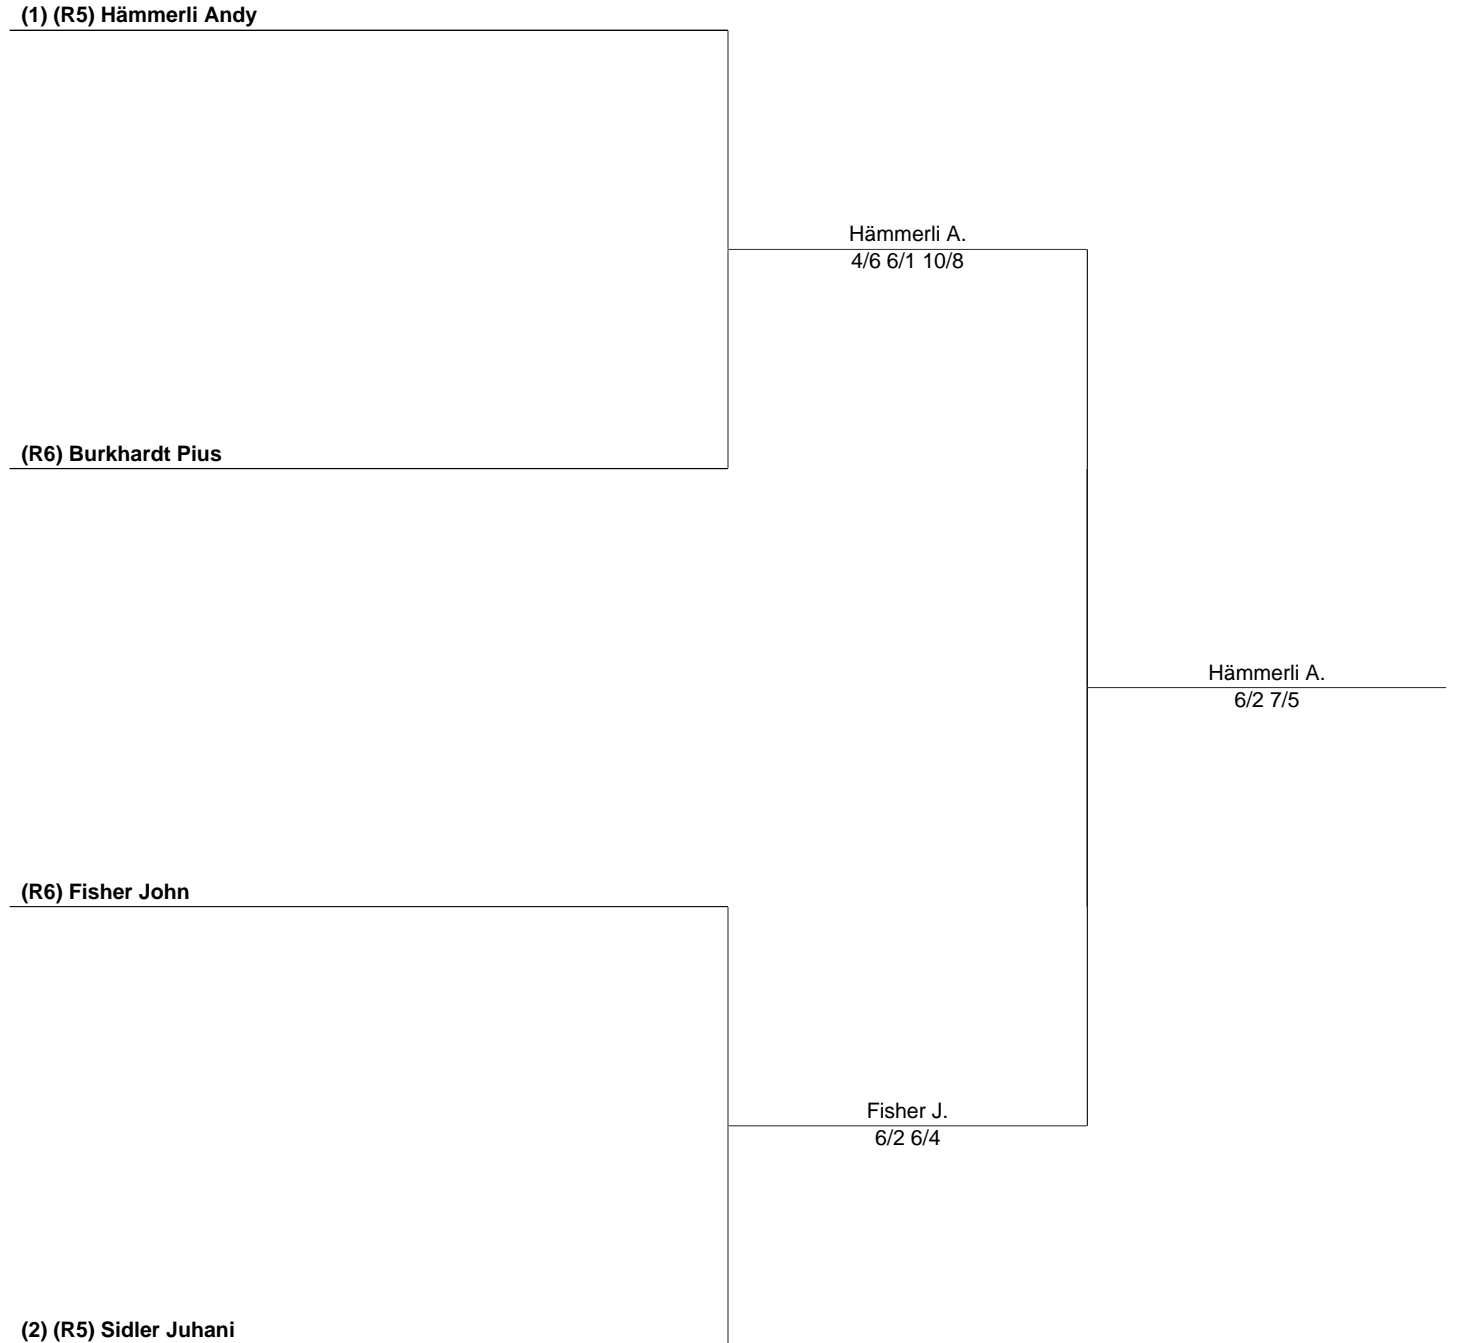 (1) (R5) Hämmerli Andy
Hämmerli A.
4/6 6/1 10/8
(R6) Burkhardt Pius
Hämmerli A.
6/2 7/5
(R6) Fisher John
Fisher J.
6/2 6/4
(2) (R5) Sidler Juhani